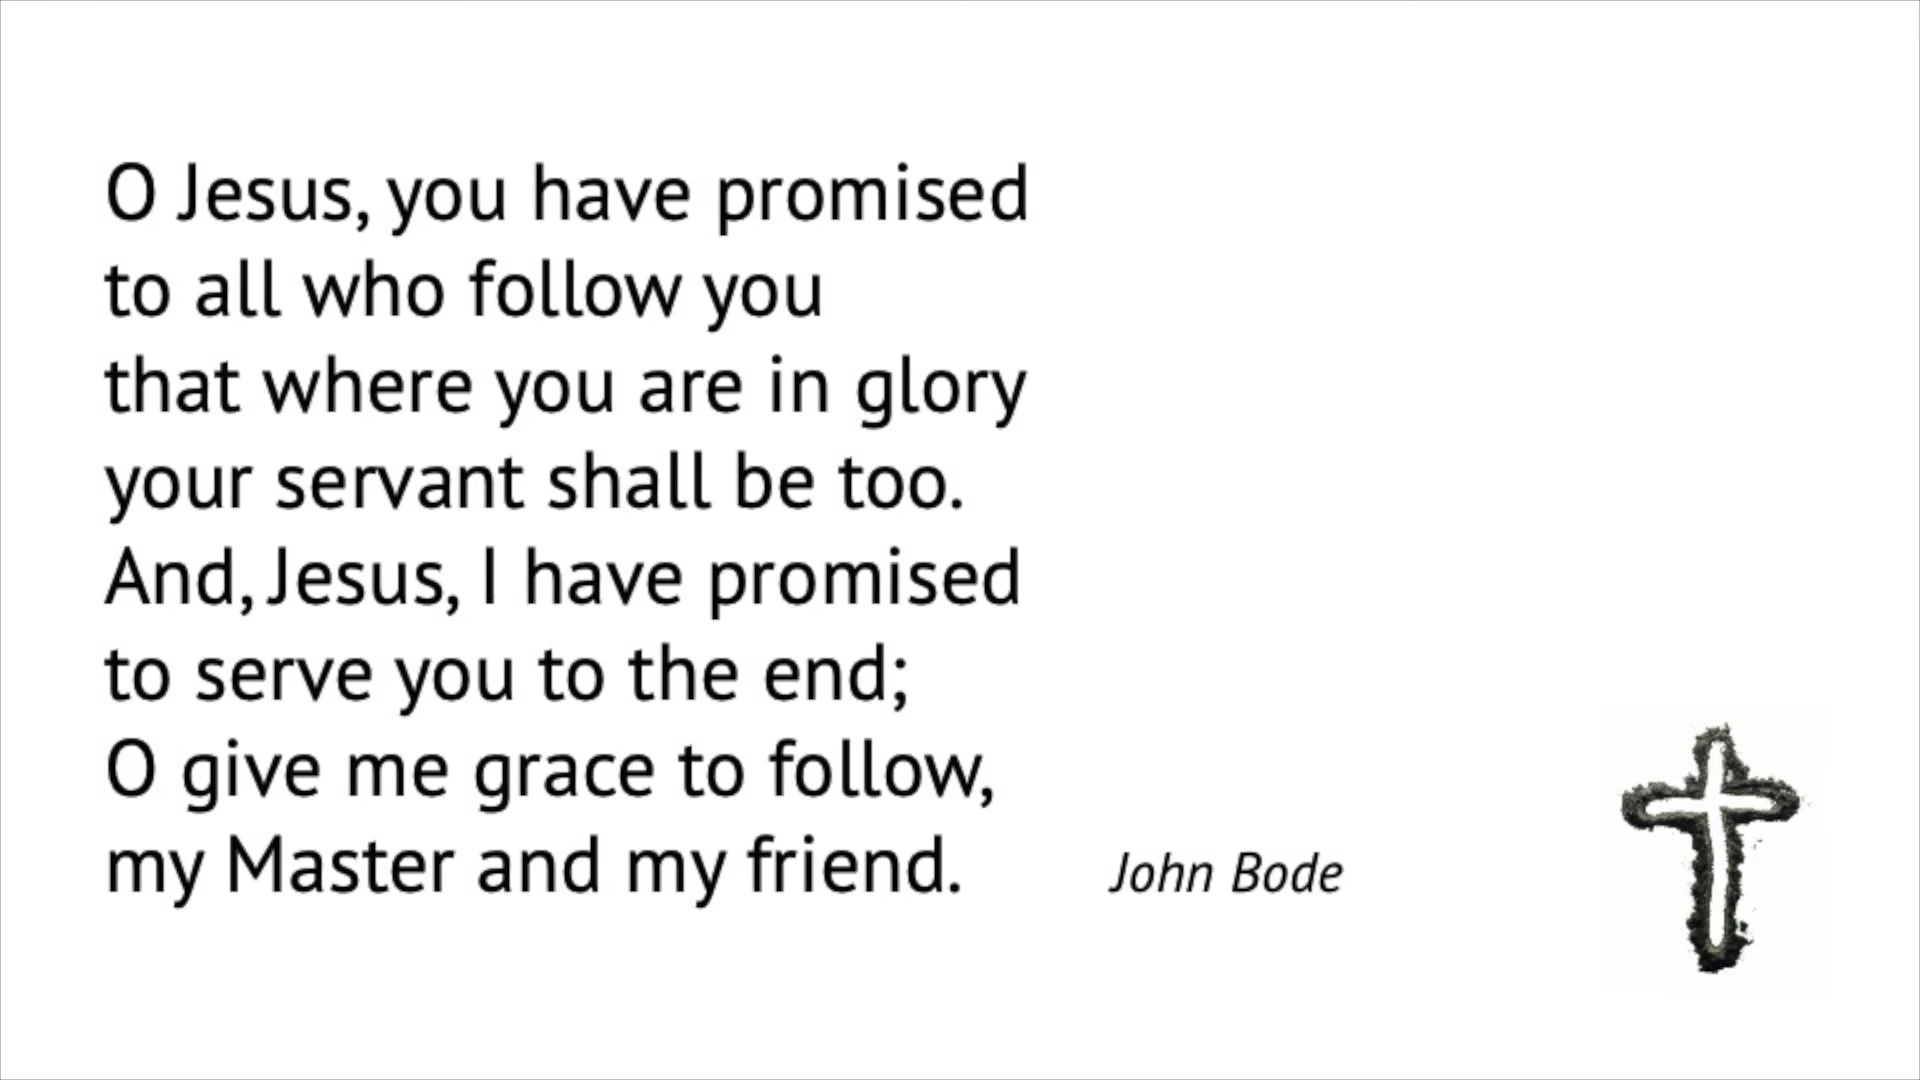 O Jesus, you have promised
to all who follow you
that where you are in glory
your servant shall be too.
And, Jesus, I have promised
to serve you to the end;
O give me grace to follow,
my Master and my friend.
John Bode